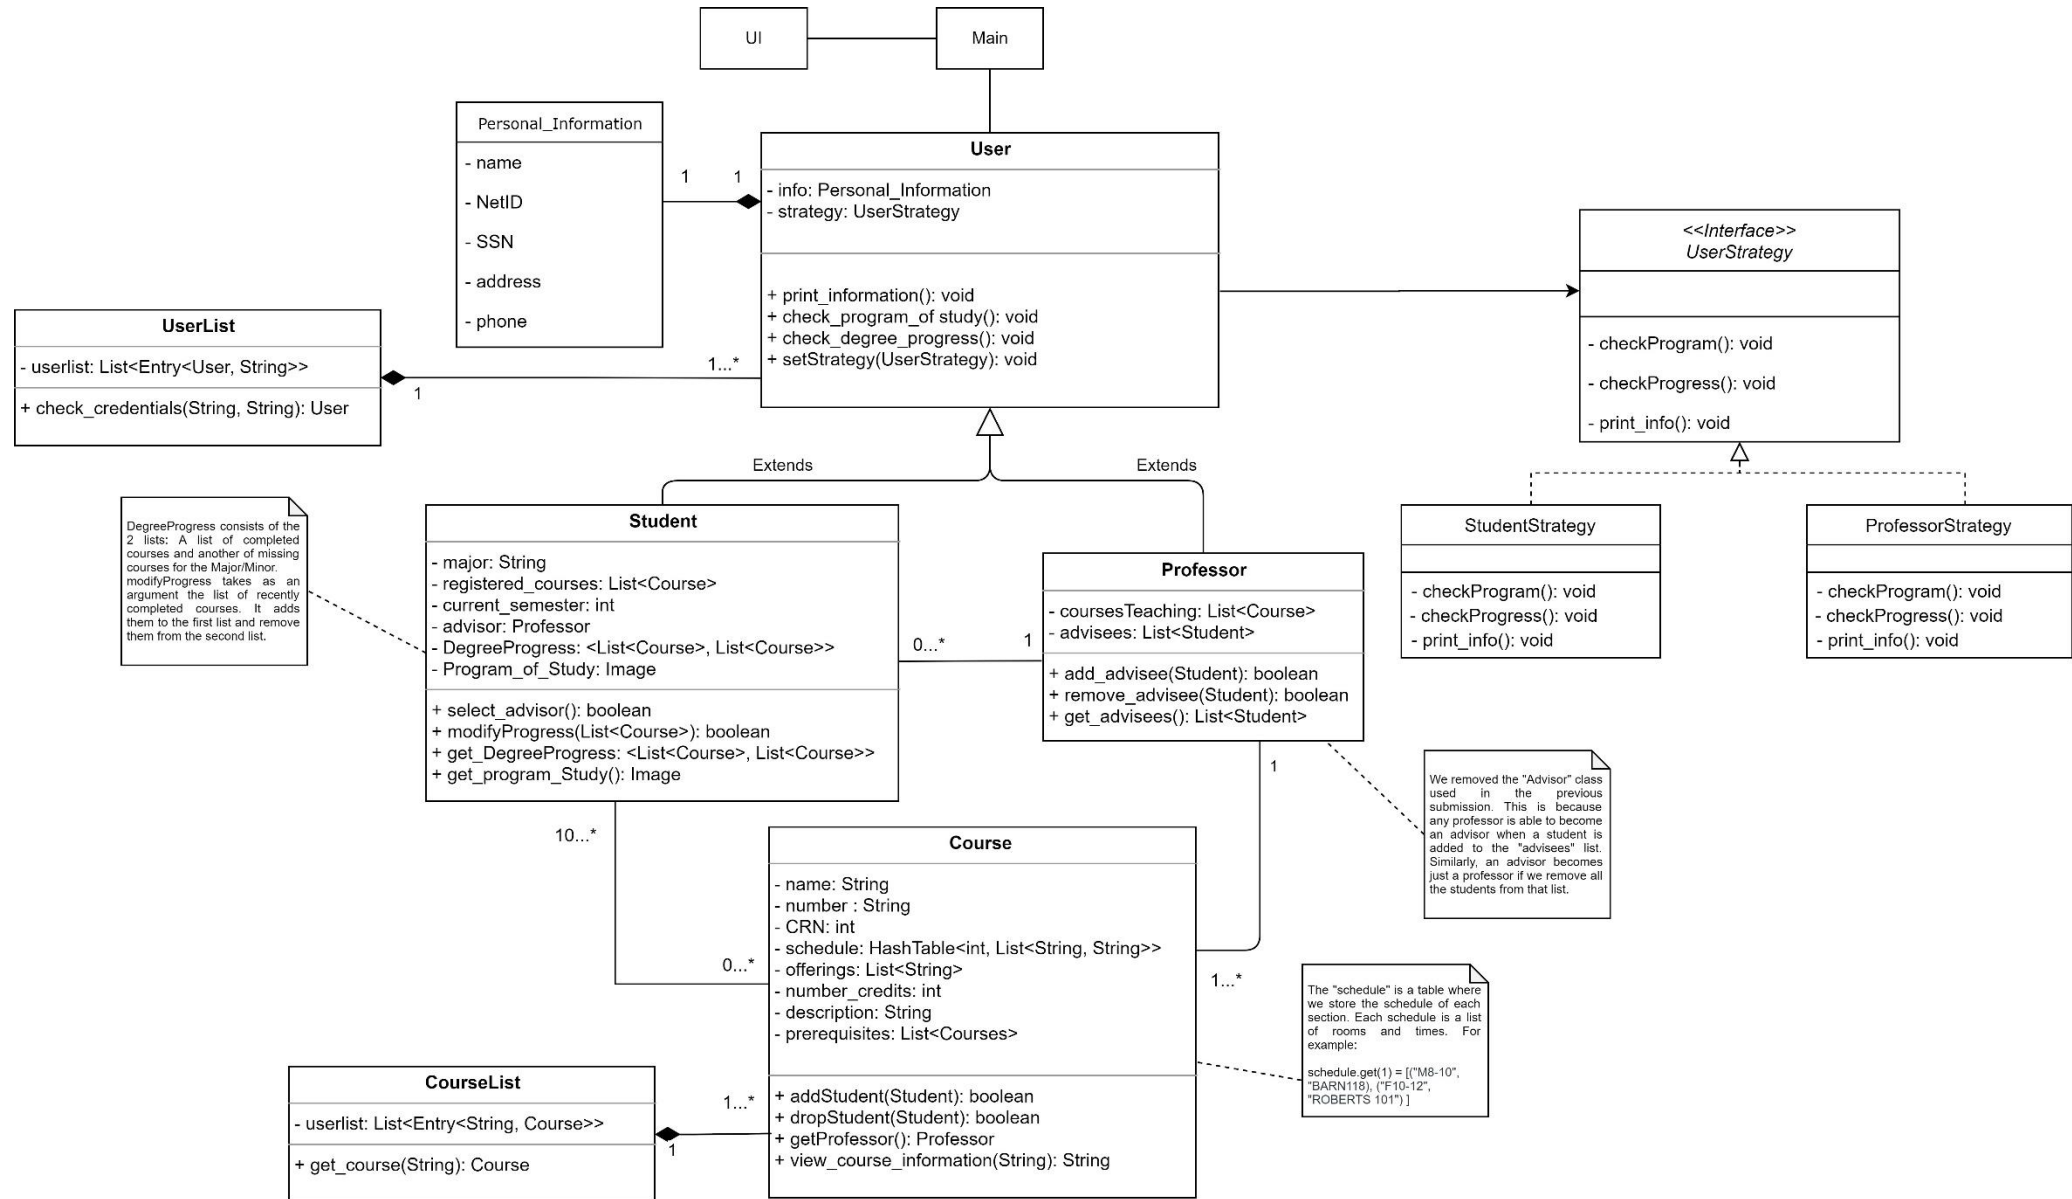 UI
Main
Personal_Information
- name
- NetID
- SSN
- address
- phone
1
1
User
- info: Personal_Information
- strategy: UserStrategy
+ print_information(): void
+ check_program_of study(): void
+ check_degree_progress(): void
+ setStrategy(UserStrategy): void
<<Interface>>
UserStrategy
- checkProgram(): void
- checkProgress(): void
- print_info(): void
UserList
- userlist: List<Entry<User, String>>
+ check_credentials(String, String): User
1
1...*
Extends
Extends
DegreeProgress consists of the
2 lists: A list of completed
courses and another of missing
courses for the Major/Minor.
modifyProgress takes as an
argument the list of recently
completed courses. It adds
them to the first list and remove
them from the second list.
Student
- major: String
- registered_courses: List<Course>
- current_semester: int
- advisor: Professor
- DegreeProgress: <List<Course>, List<Course>>
- Program_of_Study: Image
+ select_advisor(): boolean
+ modifyProgress(List<Course>): boolean
+ get_DegreeProgress: <List<Course>, List<Course>>
+ get_program_Study(): Image
0...*
1
Professor
- coursesTeaching: List<Course>
- advisees: List<Student>
+ add_advisee(Student): boolean
+ remove_advisee(Student): boolean
+ get_advisees(): List<Student>
StudentStrategy
- checkProgram(): void
- checkProgress(): void
- print_info(): void
ProfessorStrategy
- checkProgram(): void
- checkProgress(): void
- print_info(): void
1
We removed the "Advisor" class
used in the previous
submission. This is because
any professor is able to become
an advisor when a student is
added to the "advisees" list.
Similarly, an advisor becomes
just a professor if we remove all
the students from that list.
10...*
0...*
Course
- name: String
- number : String
- CRN: int
- schedule: HashTable<int, List<String, String>>
- offerings: List<String>
- number_credits: int
- description: String
- prerequisites: List<Courses>
+ addStudent(Student): boolean
+ dropStudent(Student): boolean
+ getProfessor(): Professor
+ view_course_information(String): String
1...*
The "schedule" is a table where
we store the schedule of each
section. Each schedule is a list
of rooms and times. For
example:
schedule.get(1) = [("M8-10",
"BARN118), ("F10-12",
"ROBERTS 101") ]
CourseList
- userlist: List<Entry<String, Course>>
+ get_course(String): Course
1...*
1